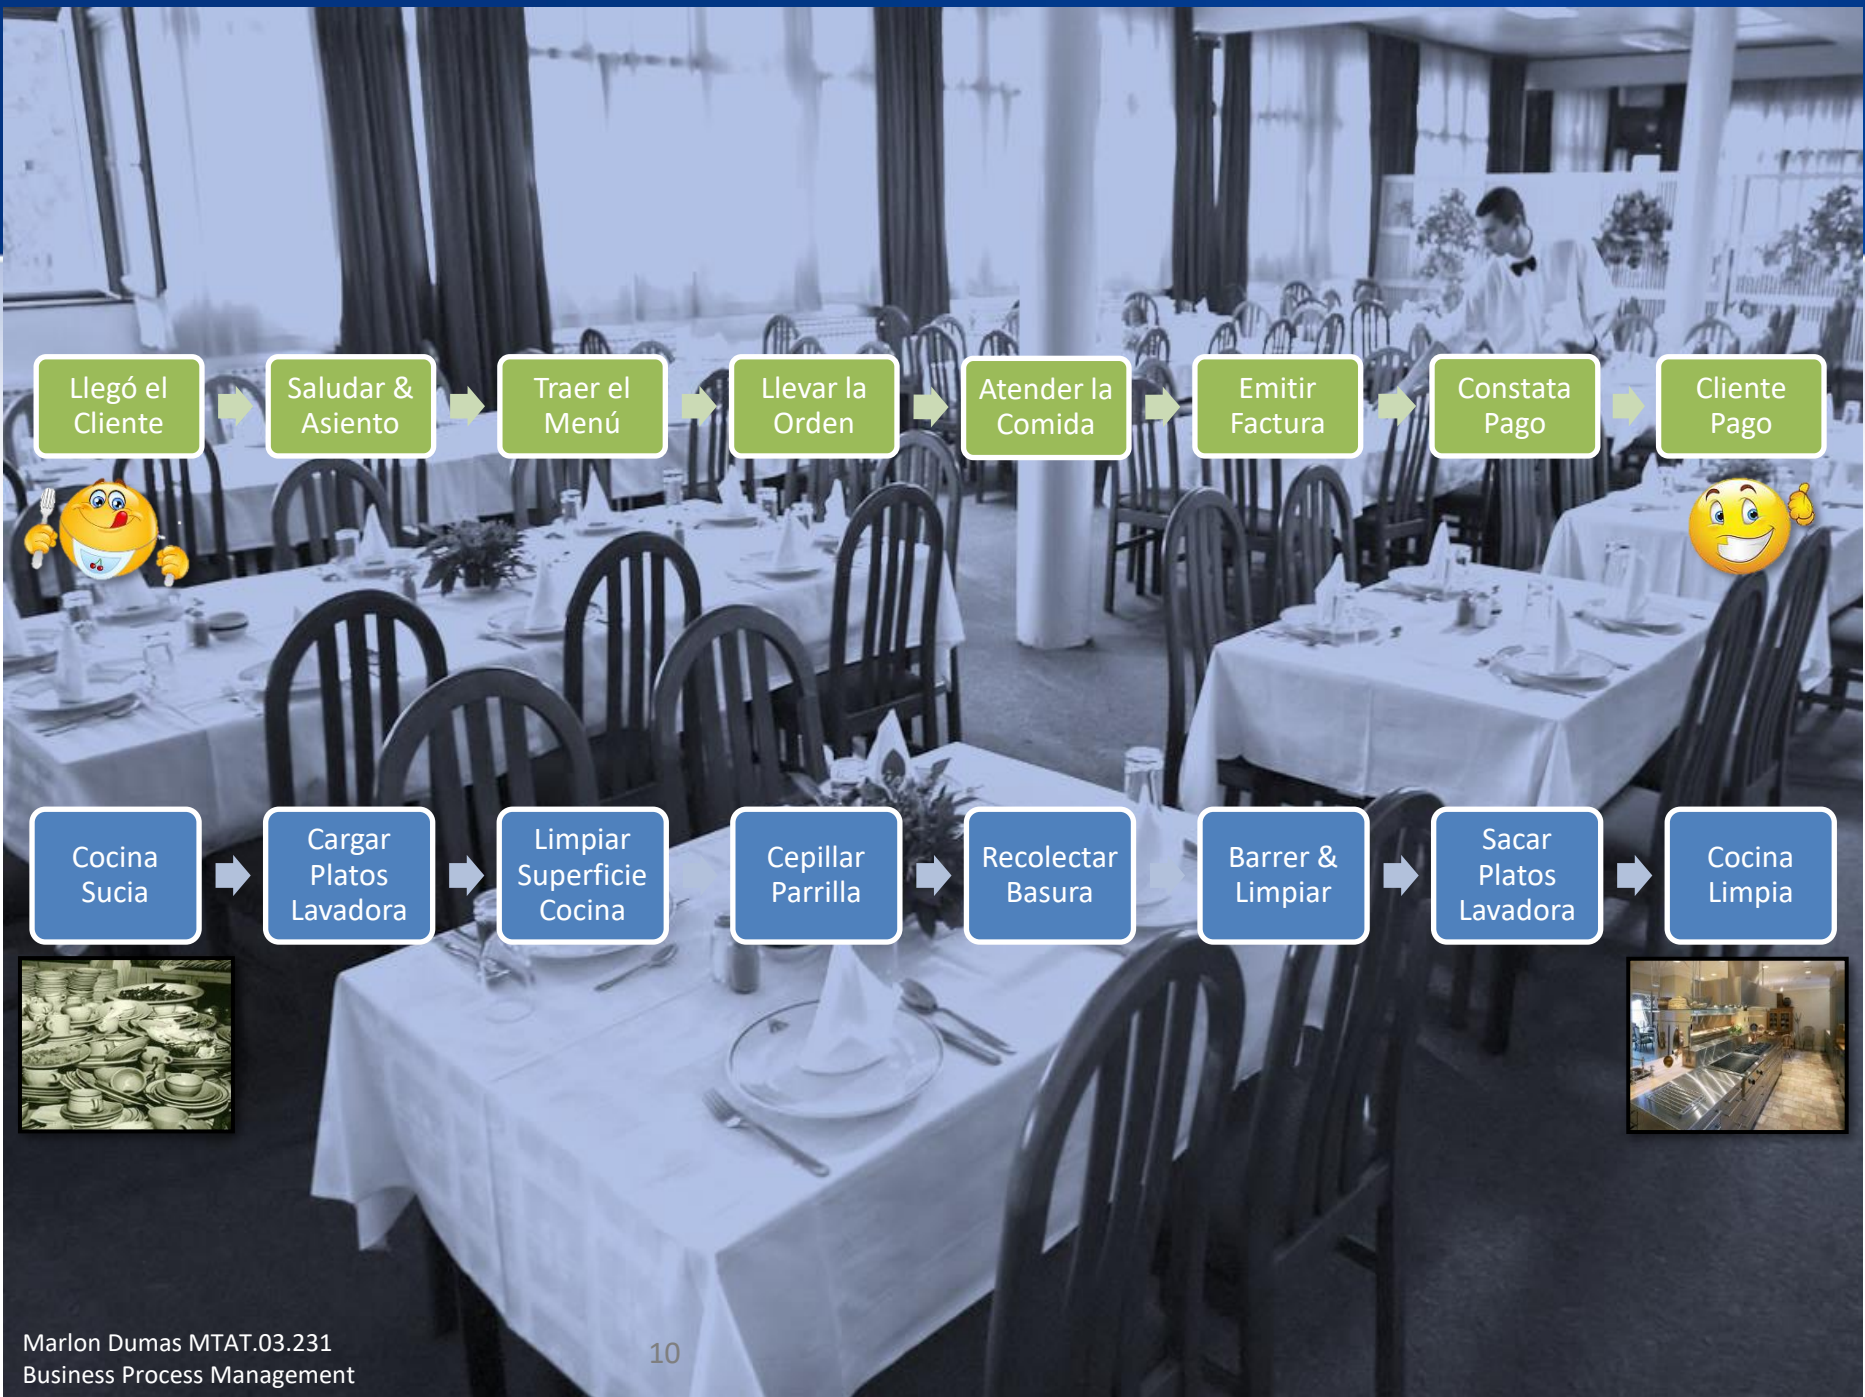 Llegó el
Cliente
Saludar &
Asiento
Traer el
Menú
Llevar la
Orden
Atender la
Comida
Emitir
Factura
Constata
Pago
Cliente
Pago
Cocina
Sucia
Cargar
Platos
Lavadora
Limpiar
Superficie
Cocina
Cepillar
Parrilla
Recolectar
Basura
Barrer &
Limpiar
Sacar
Platos
Lavadora
Cocina
Limpia
Marlon Dumas MTAT.03.231
Business Process Management
10